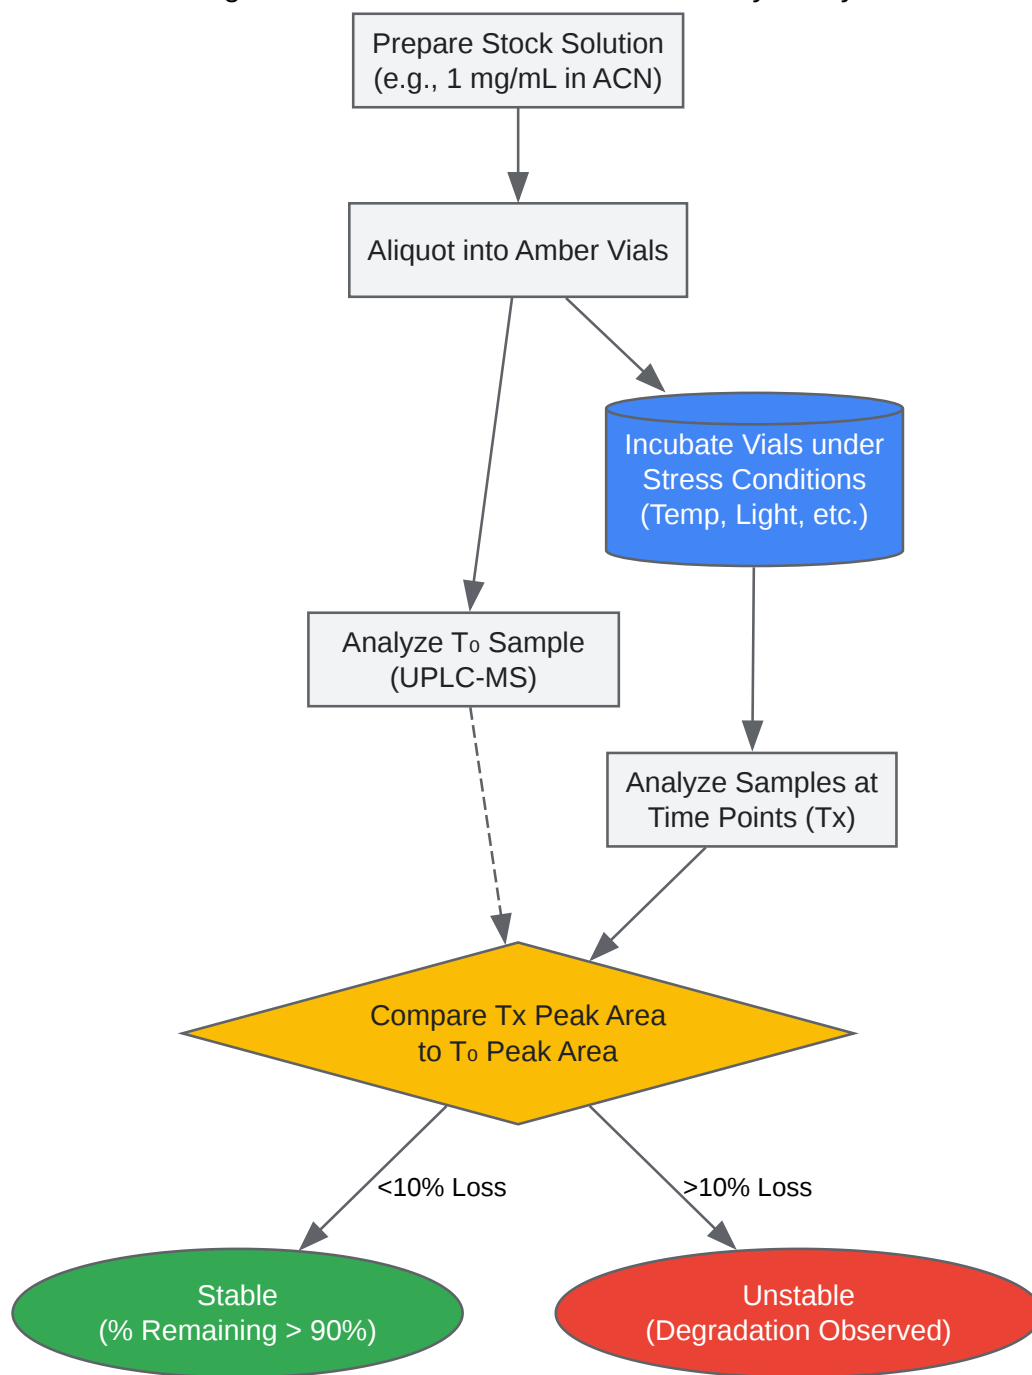 Prepare Stock Solution
(e.g., 1 mg/mL in ACN)
Aliquot into Amber Vials
Incubate Vials under
Stress Conditions
(Temp, Light, etc.)
Analyze T₀ Sample
(UPLC-MS)
Analyze Samples at
Time Points (Tx)
Compare Tx Peak Area
to T₀ Peak Area
<10% Loss
>10% Loss
Stable
(% Remaining > 90%)
Unstable
(Degradation Observed)